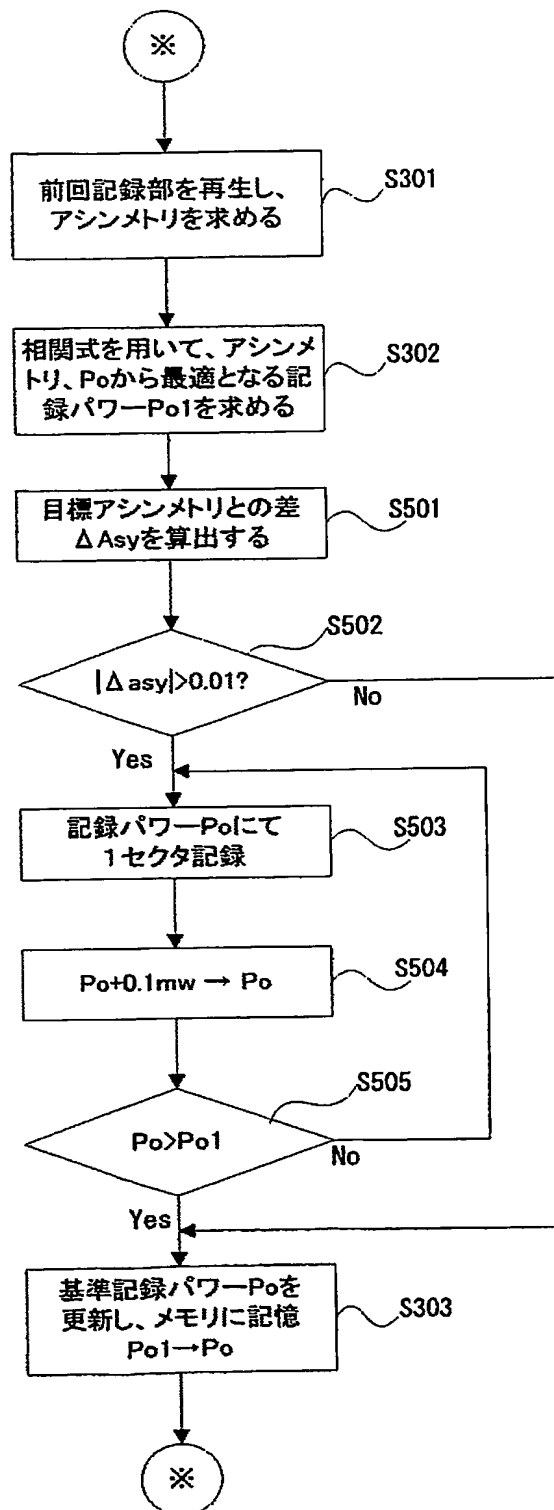 ※
前回記録部を再生し、
アシンメトリを求める
S301
相関式を用いて、アシンメ
トリ、Poから最適となる記
録パワーPo1を求める
S302
目標アシンメトリとの差
ΔAsyを算出する
S501
|Δasy|>0.01?
S502
No
Yes
記録パワーPoにて
1セクタ記録
S503
Po+0.1mw → Po
S504
Po>Po1
S505
No
Yes
基準記録パワーPoを
更新し、メモリに記憶
Po1→Po
S303
※